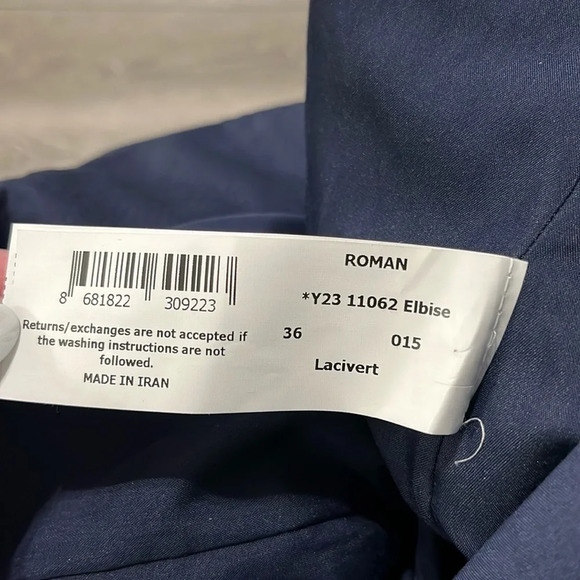 8 681822 309223
Returns/exchanges are not accepted if
the washing instructions are not
followed.
MADE IN IRAN
ROMAN
*Y23 11062 Elbise
36 015
Lacivert